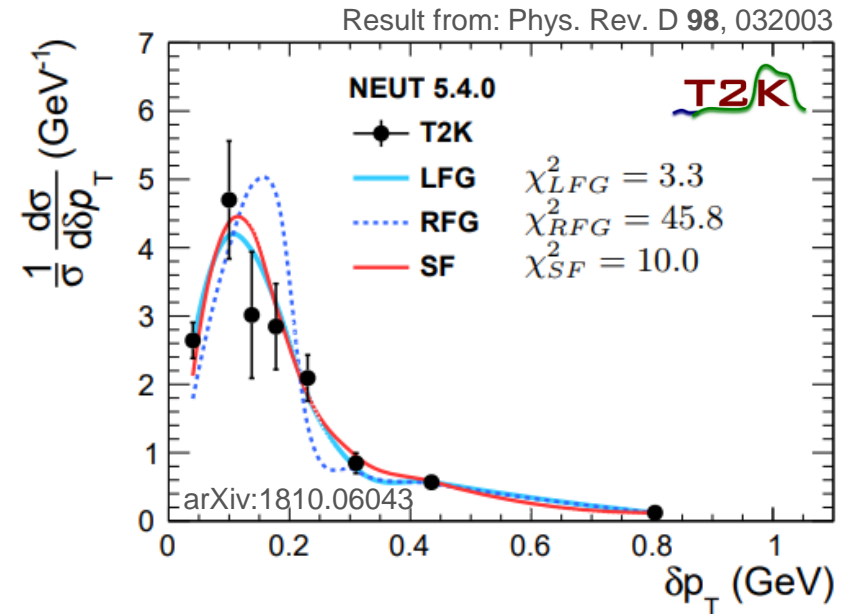 Result from: Phys. Rev. D 98, 032003
1/σ dσ/dδp_T (GeV⁻¹)
7
6
5
4
3
2
1
0
NEUT 5.4.0
T2K
T2K
LFG χ²_LFG = 3.3
RFG χ²_RFG = 45.8
SF χ²_SF = 10.0
arXiv:1810.06043
0 0.2 0.4 0.6 0.8 1
δp_T (GeV)